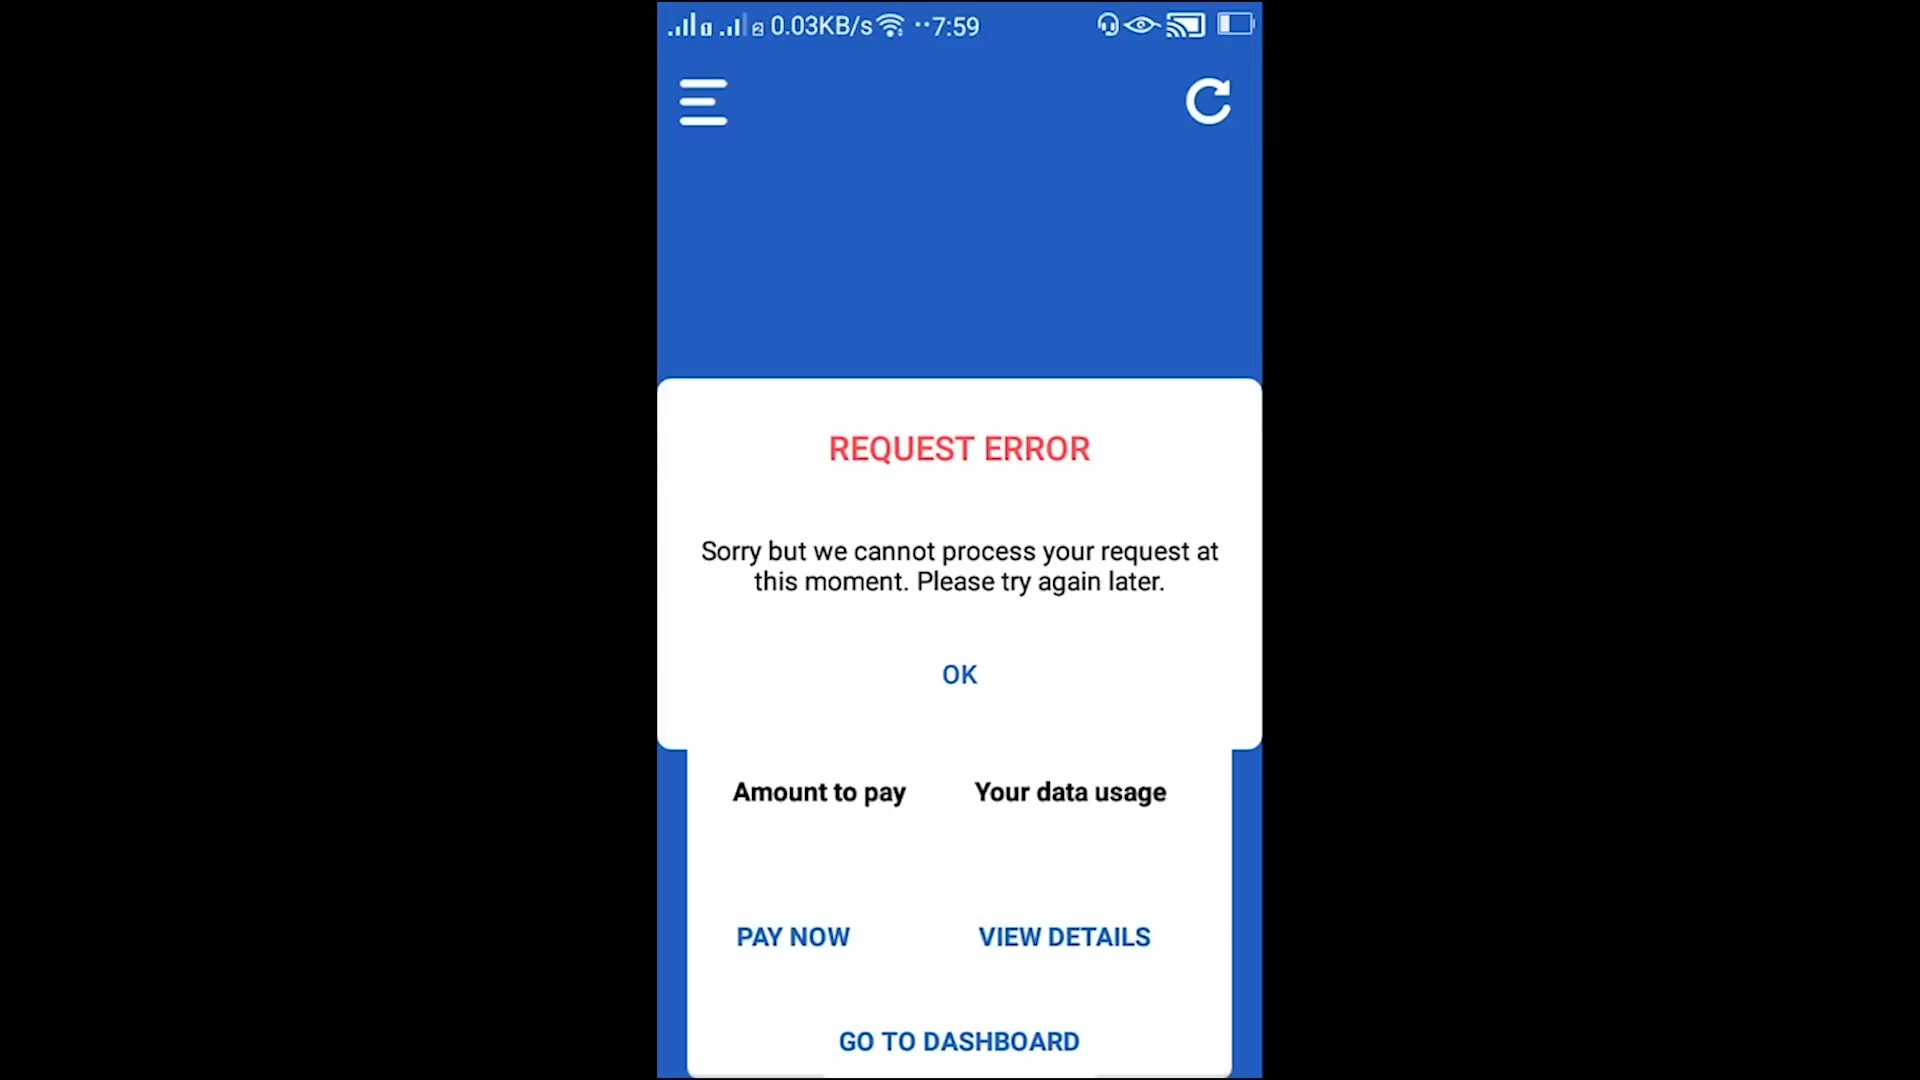 0.03KB/s ··7:59
REQUEST ERROR
Sorry but we cannot process your request at
this moment. Please try again later.
OK
Amount to pay Your data usage
PAY NOW VIEW DETAILS
GO TO DASHBOARD